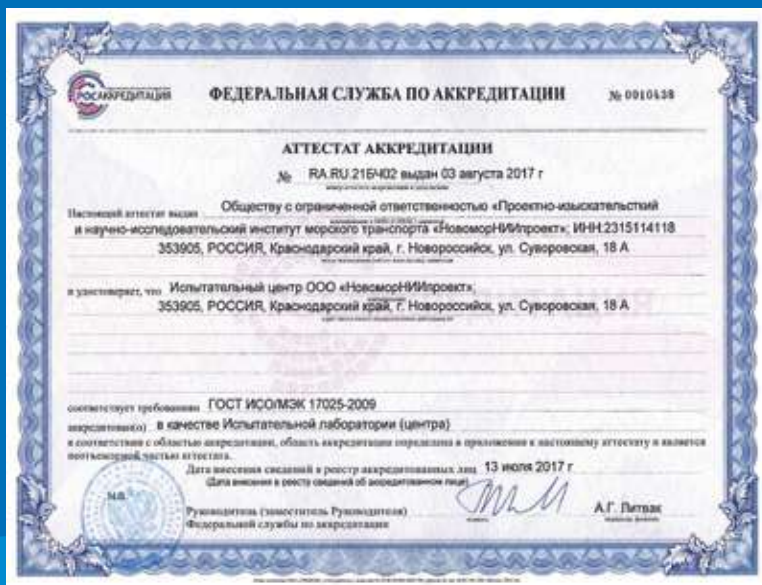 РОСАККРЕДИТАЦИЯ
ФЕДЕРАЛЬНАЯ СЛУЖБА ПО АККРЕДИТАЦИИ № 0010438
АТТЕСТАТ АККРЕДИТАЦИИ
№ RA.RU.21БЧ02 выдан 03 августа 2017 г
Настоящий аттестат выдан Обществу с ограниченной ответственностью «Проектно-изыскательсткий
и научно-исследовательский институт морского транспорта «НовоморНИИпроект»; ИНН:2315114118
353905, РОССИЯ, Краснодарский край, г. Новороссийск, ул. Суворовская, 18 А
и удостоверяет, что Испытательный центр ООО «НовоморНИИпроект»;
353905, РОССИЯ, Краснодарский край, г. Новороссийск, ул. Суворовская, 18 А
соответствует требованиям ГОСТ ИСО/МЭК 17025-2009
аккредитован(о) в качестве Испытательной лаборатории (центра)
в соответствии с областью аккредитации, область аккредитации определена в приложении к настоящему аттестату и является
неотъемлемой частью аттестата.
Дата внесения сведений в реестр аккредитованных лиц 13 июля 2017 г
(Дата внесения в реестр сведений об аккредитованном лице)
М.П.
Руководитель (заместитель Руководителя) А.Г. Литвак
Федеральной службы по аккредитации